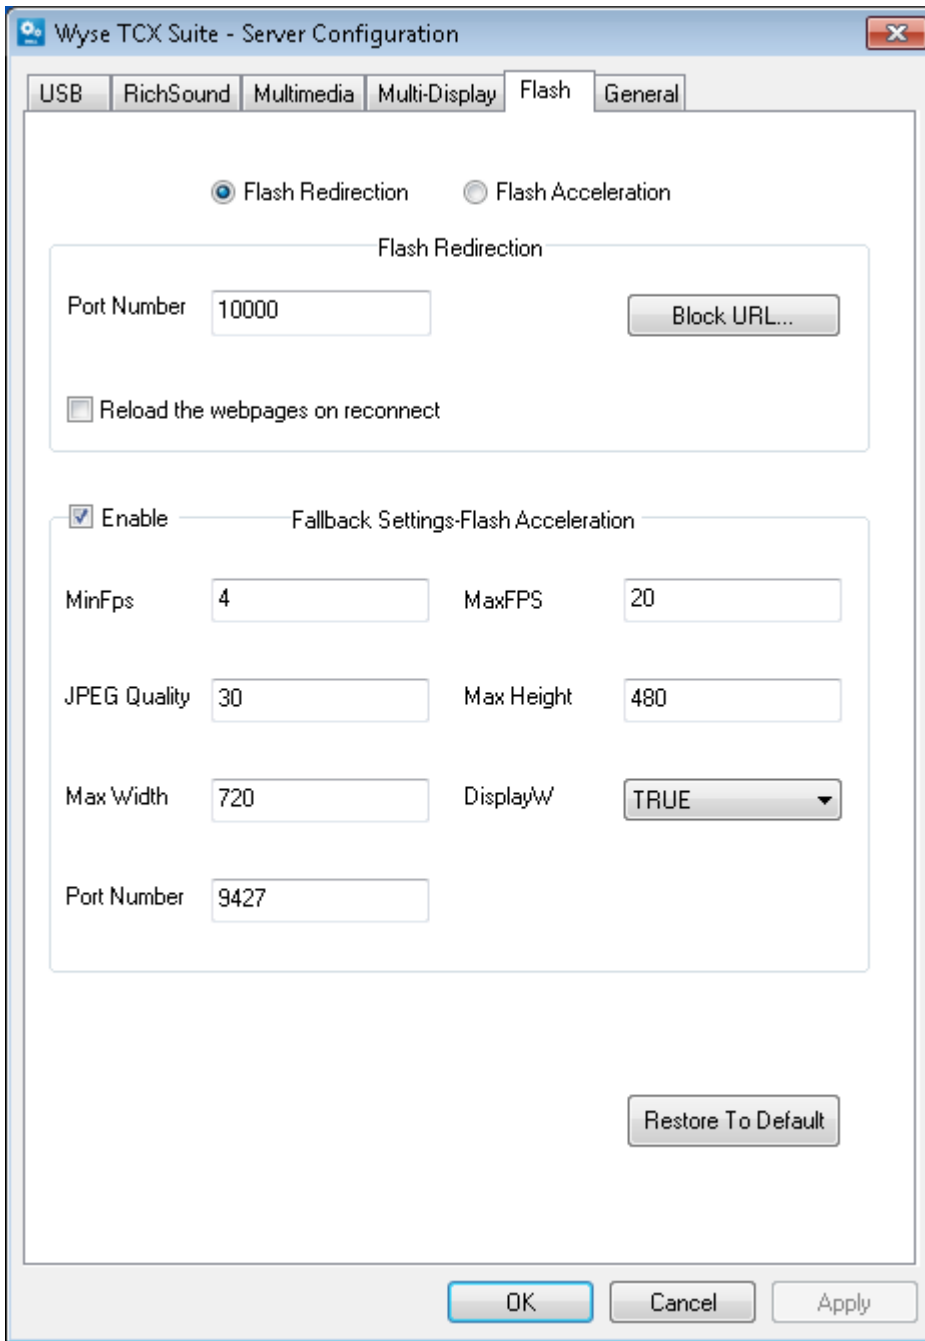 Wyse TCX Suite - Server Configuration
USB RichSound Multimedia Multi-Display Flash General
Flash Redirection Flash Acceleration
Flash Redirection
Port Number 10000 Block URL...
Reload the webpages on reconnect
Enable Fallback Settings-Flash Acceleration
MinFps 4 MaxFPS 20
JPEG Quality 30 Max Height 480
Max Width 720 DisplayW TRUE
Port Number 9427
Restore To Default
OK Cancel Apply